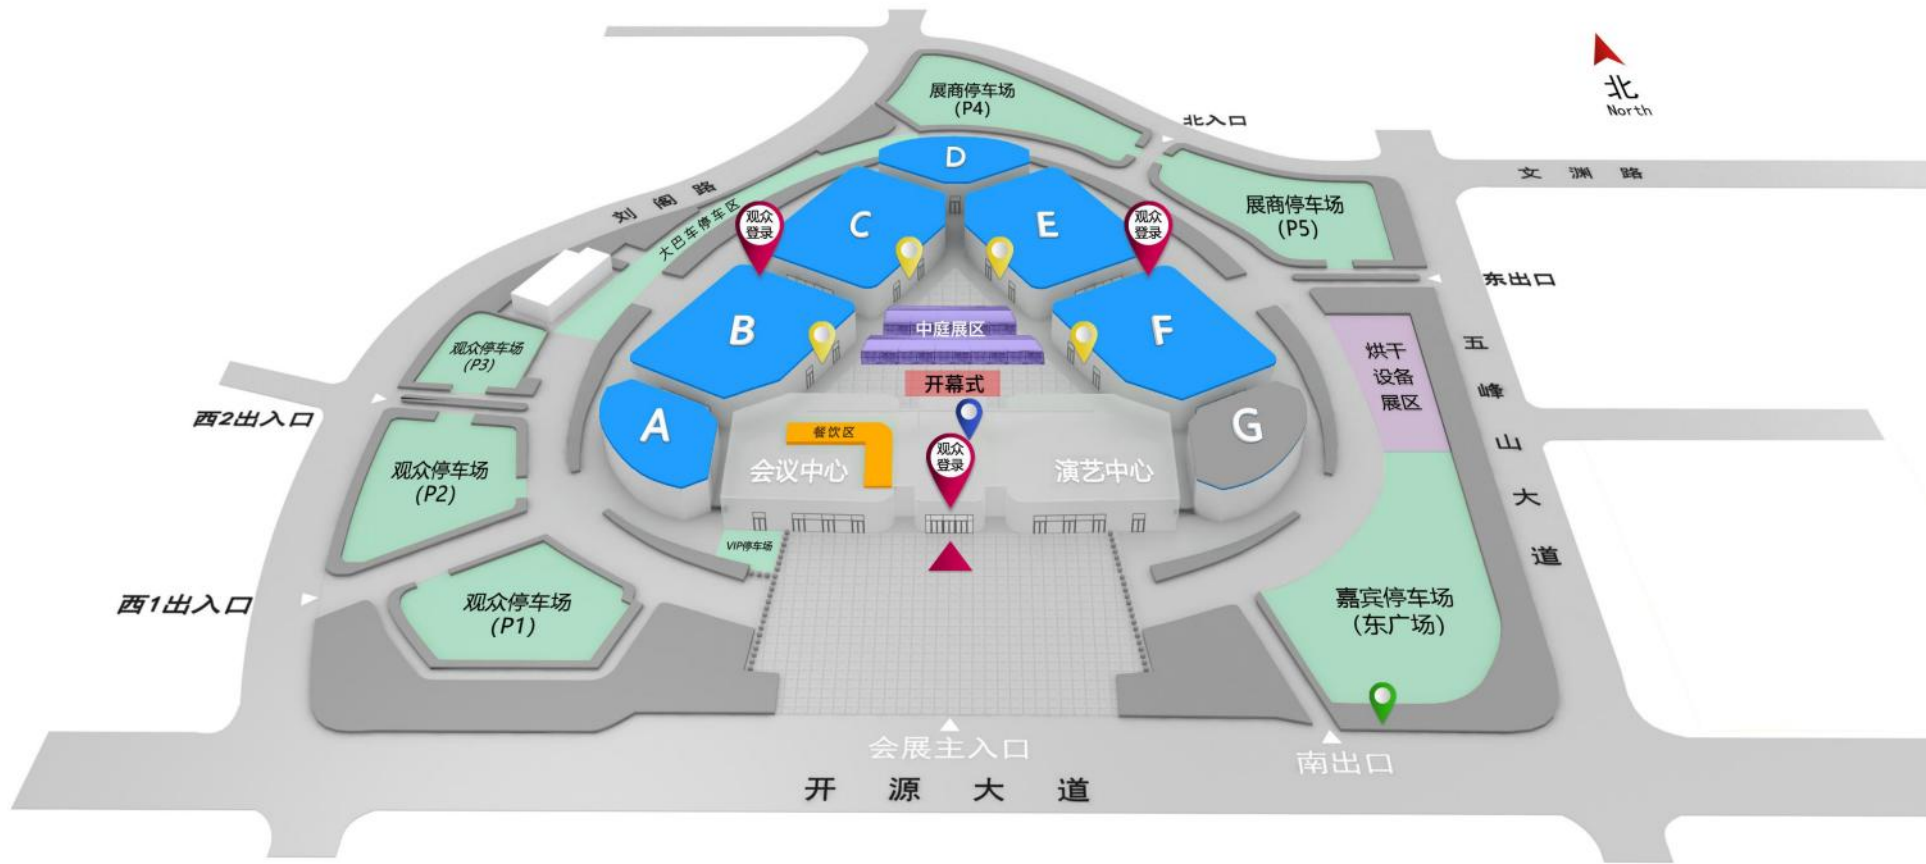 北
North
展商停车场
(P4)
北入口
D
文渊路
刘阁路
大巴车停车区
观众
登录
C
E
观众
登录
展商停车场
(P5)
东出口
B
中庭展区
F
烘干
设备
展区
五峰山大道
观众停车场
(P3)
开幕式
西2出入口
A
餐饮区
G
观众
登录
会议中心
演艺中心
观众停车场
(P2)
VIP停车场
西1出入口
观众停车场
(P1)
嘉宾停车场
(东广场)
会展主入口
南出口
开源大道